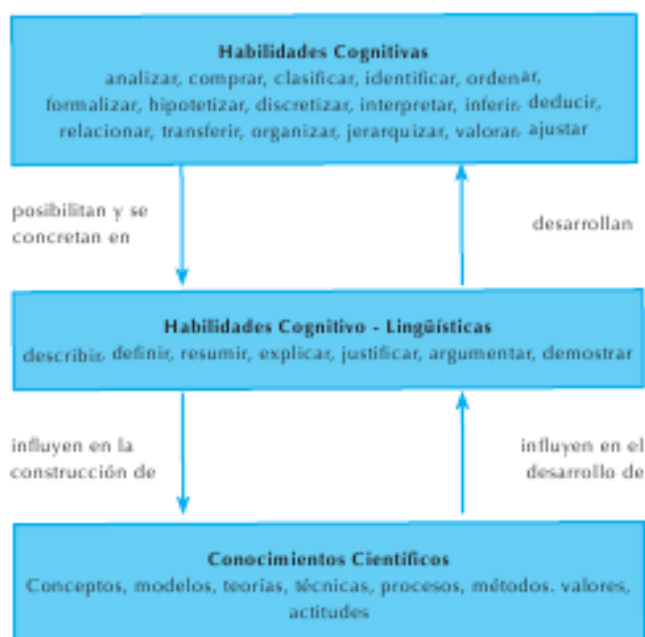 Habilidades Cognitivas
analizar, comprar, clasificar, identificar, ordenar,
formalizar, hipotetizar, discretizar, interpretar, inferir, deducir,
relacionar, transferir, organizar, jerarquizar, valorar, ajustar
posibilitan y se
concretan en
desarrollan
Habilidades Cognitivo - Lingüísticas
describir, definir, resumir, explicar, justificar, argumentar, demostrar
influyen en la
construcción de
influyen en el
desarrollo de
Conocimientos Científicos
Conceptos, modelos, teorías, técnicas, procesos, métodos. valores,
actitudes